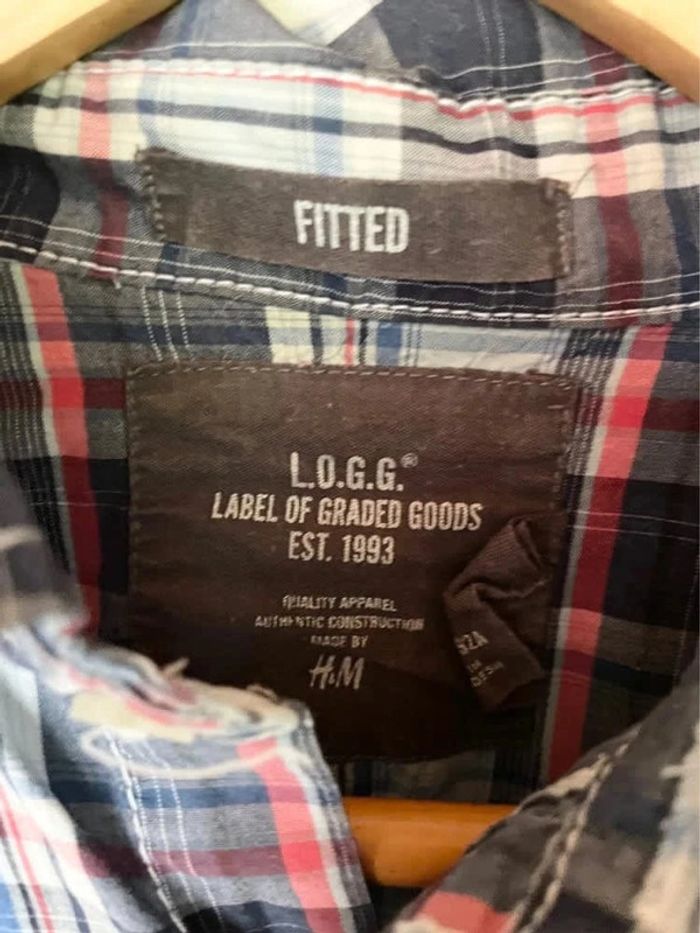 FITTED
L.O.G.G.®
LABEL OF GRADED GOODS
EST. 1993
QUALITY APPAREL
AUTHENTIC CONSTRUCTION
MADE BY
H&M